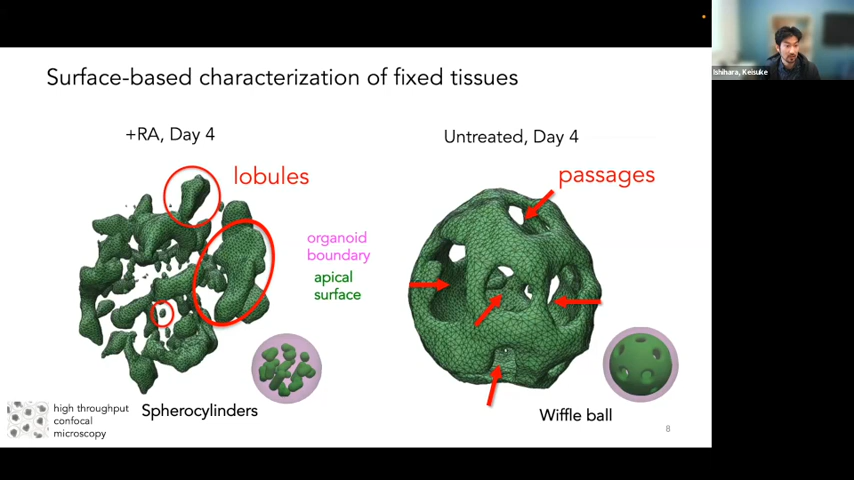 Surface-based characterization of fixed tissues
+RA, Day 4
Untreated, Day 4
lobules
passages
organoid
boundary
apical
surface
high throughput
confocal
microscopy
Spherocylinders
Wiffle ball
8
Ishihara, Keisuke